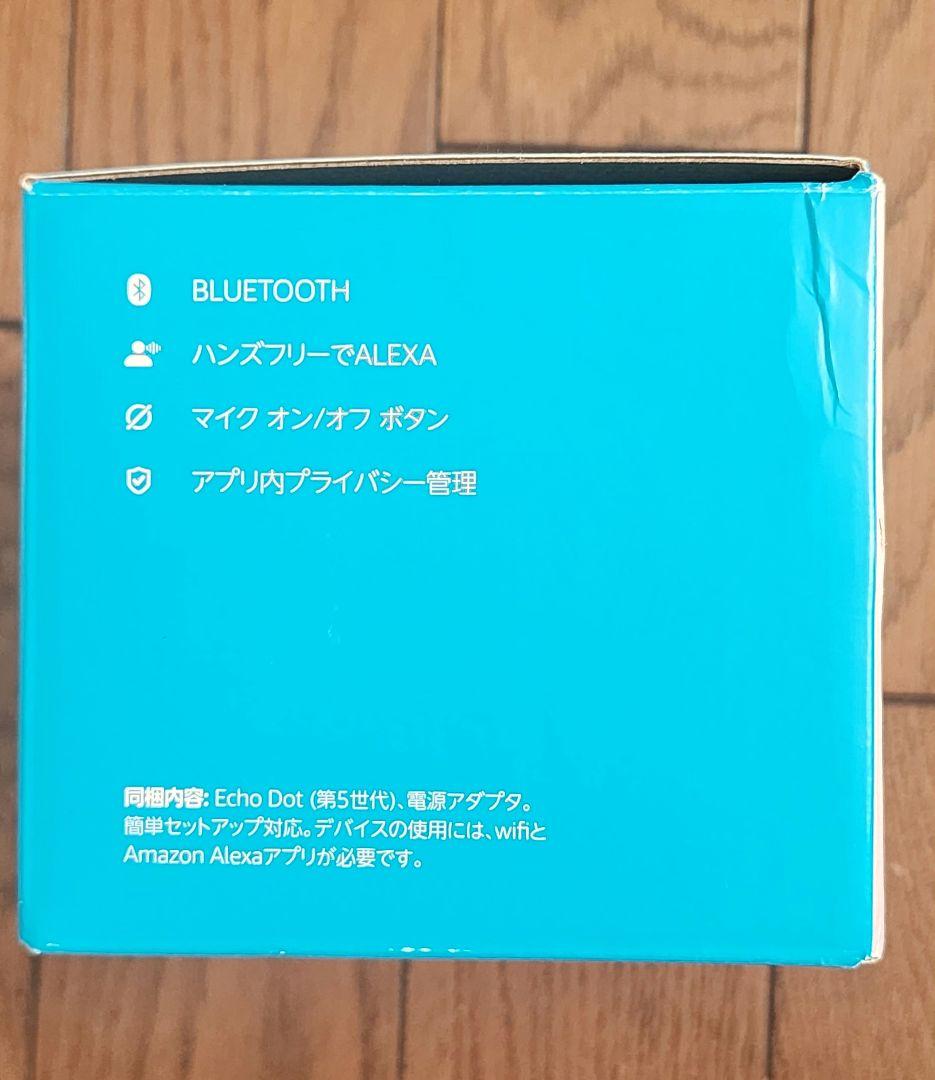 BLUETOOTH
ハンズフリーでALEXA
マイク オン/オフ ボタン
アプリ内プライバシー管理
同梱内容: Echo Dot (第5世代)、電源アダプタ。
簡単セットアップ対応。デバイスの使用には、wifiと
Amazon Alexaアプリが必要です。